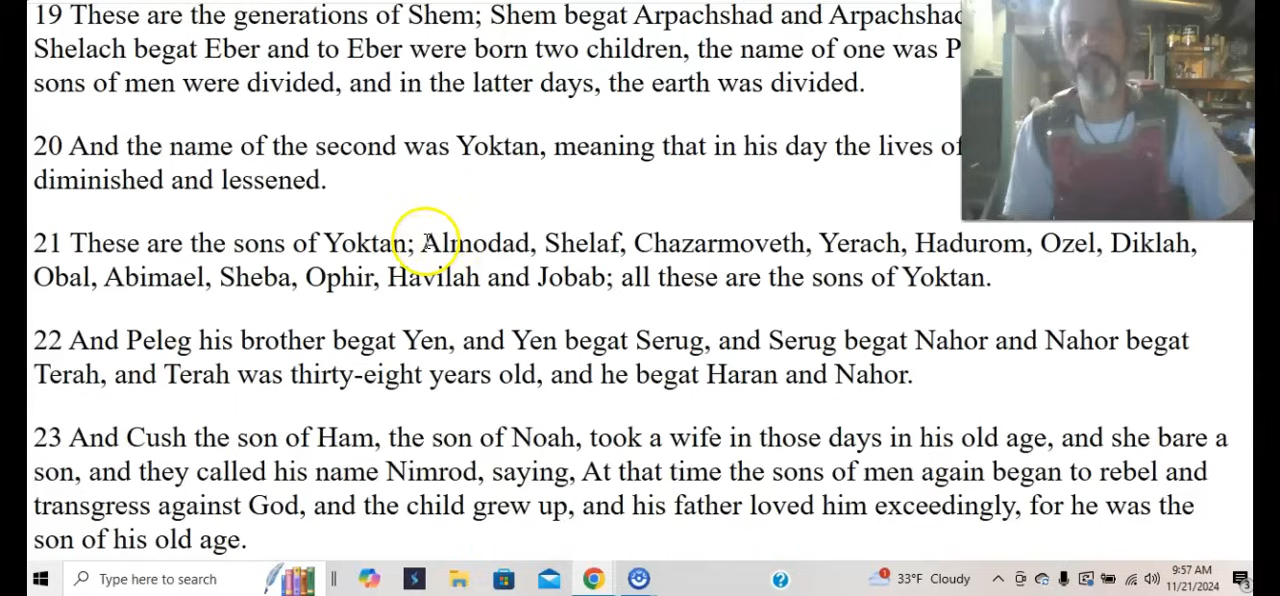 19 These are the generations of Shem; Shem begat Arpachshad and Arpachshad
Shelach begat Eber and to Eber were born two children, the name of one was P
sons of men were divided, and in the latter days, the earth was divided.
20 And the name of the second was Yoktan, meaning that in his day the lives of
diminished and lessened.
21 These are the sons of Yoktan; Almodad, Shelaf, Chazarmoveth, Yerach, Hadurom, Ozel, Diklah,
Obal, Abimael, Sheba, Ophir, Havilah and Jobab; all these are the sons of Yoktan.
22 And Peleg his brother begat Yen, and Yen begat Serug, and Serug begat Nahor and Nahor begat
Terah, and Terah was thirty-eight years old, and he begat Haran and Nahor.
23 And Cush the son of Ham, the son of Noah, took a wife in those days in his old age, and she bare a
son, and they called his name Nimrod, saying, At that time the sons of men again began to rebel and
transgress against God, and the child grew up, and his father loved him exceedingly, for he was the
son of his old age.
Type here to search
33°F Cloudy
9:57 AM
11/21/2024